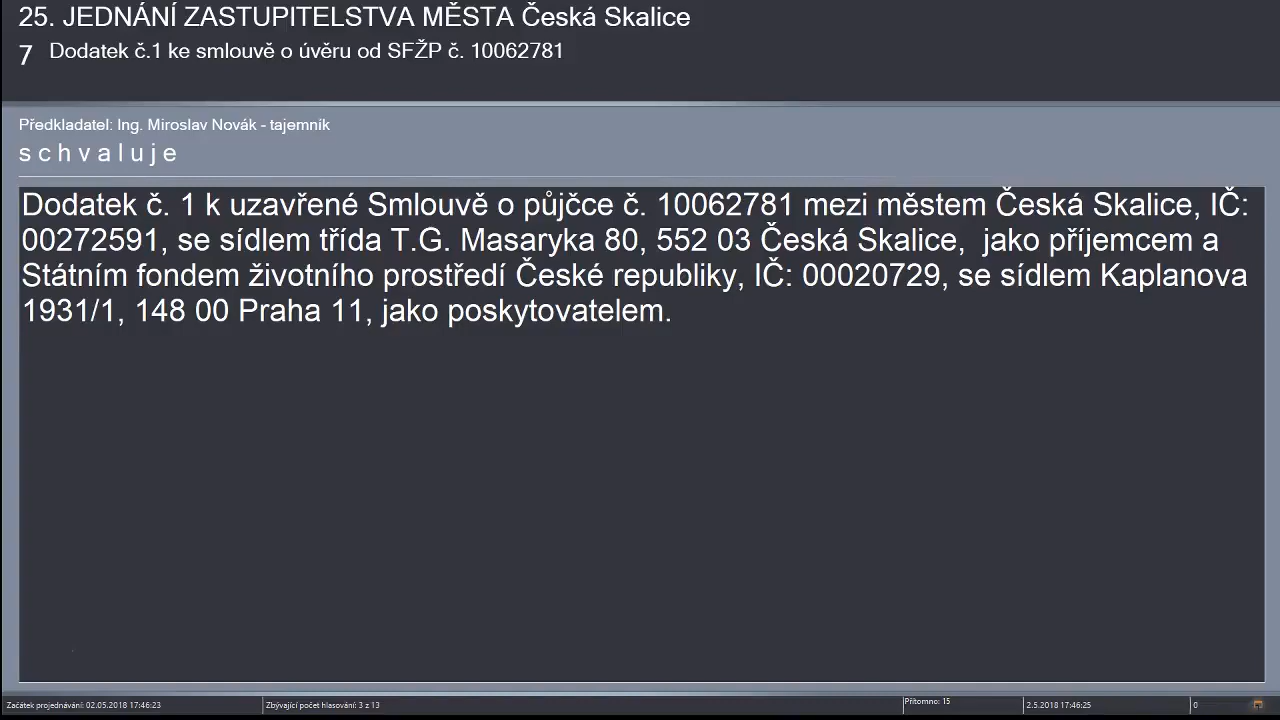 25. JEDNÁNÍ ZASTUPITELSTVA MĚSTA Česká Skalice
7 Dodatek č.1 ke smlouvě o úvěru od SFŽP č. 10062781
Předkladatel: Ing. Miroslav Novák - tajemník
s c h v a l u j e
Dodatek č. 1 k uzavřené Smlouvě o půjčce č. 10062781 mezi městem Česká Skalice, IČ:
00272591, se sídlem třída T.G. Masaryka 80, 552 03 Česká Skalice, jako příjemcem a
Státním fondem životního prostředí České republiky, IČ: 00020729, se sídlem Kaplanova
1931/1, 148 00 Praha 11, jako poskytovatelem.
Začátek projednávání: 02.05.2018 17:46:23 Zbývající počet hlasování: 3 z 13 Přítomno: 15 2.5.2018 17:46:25 0